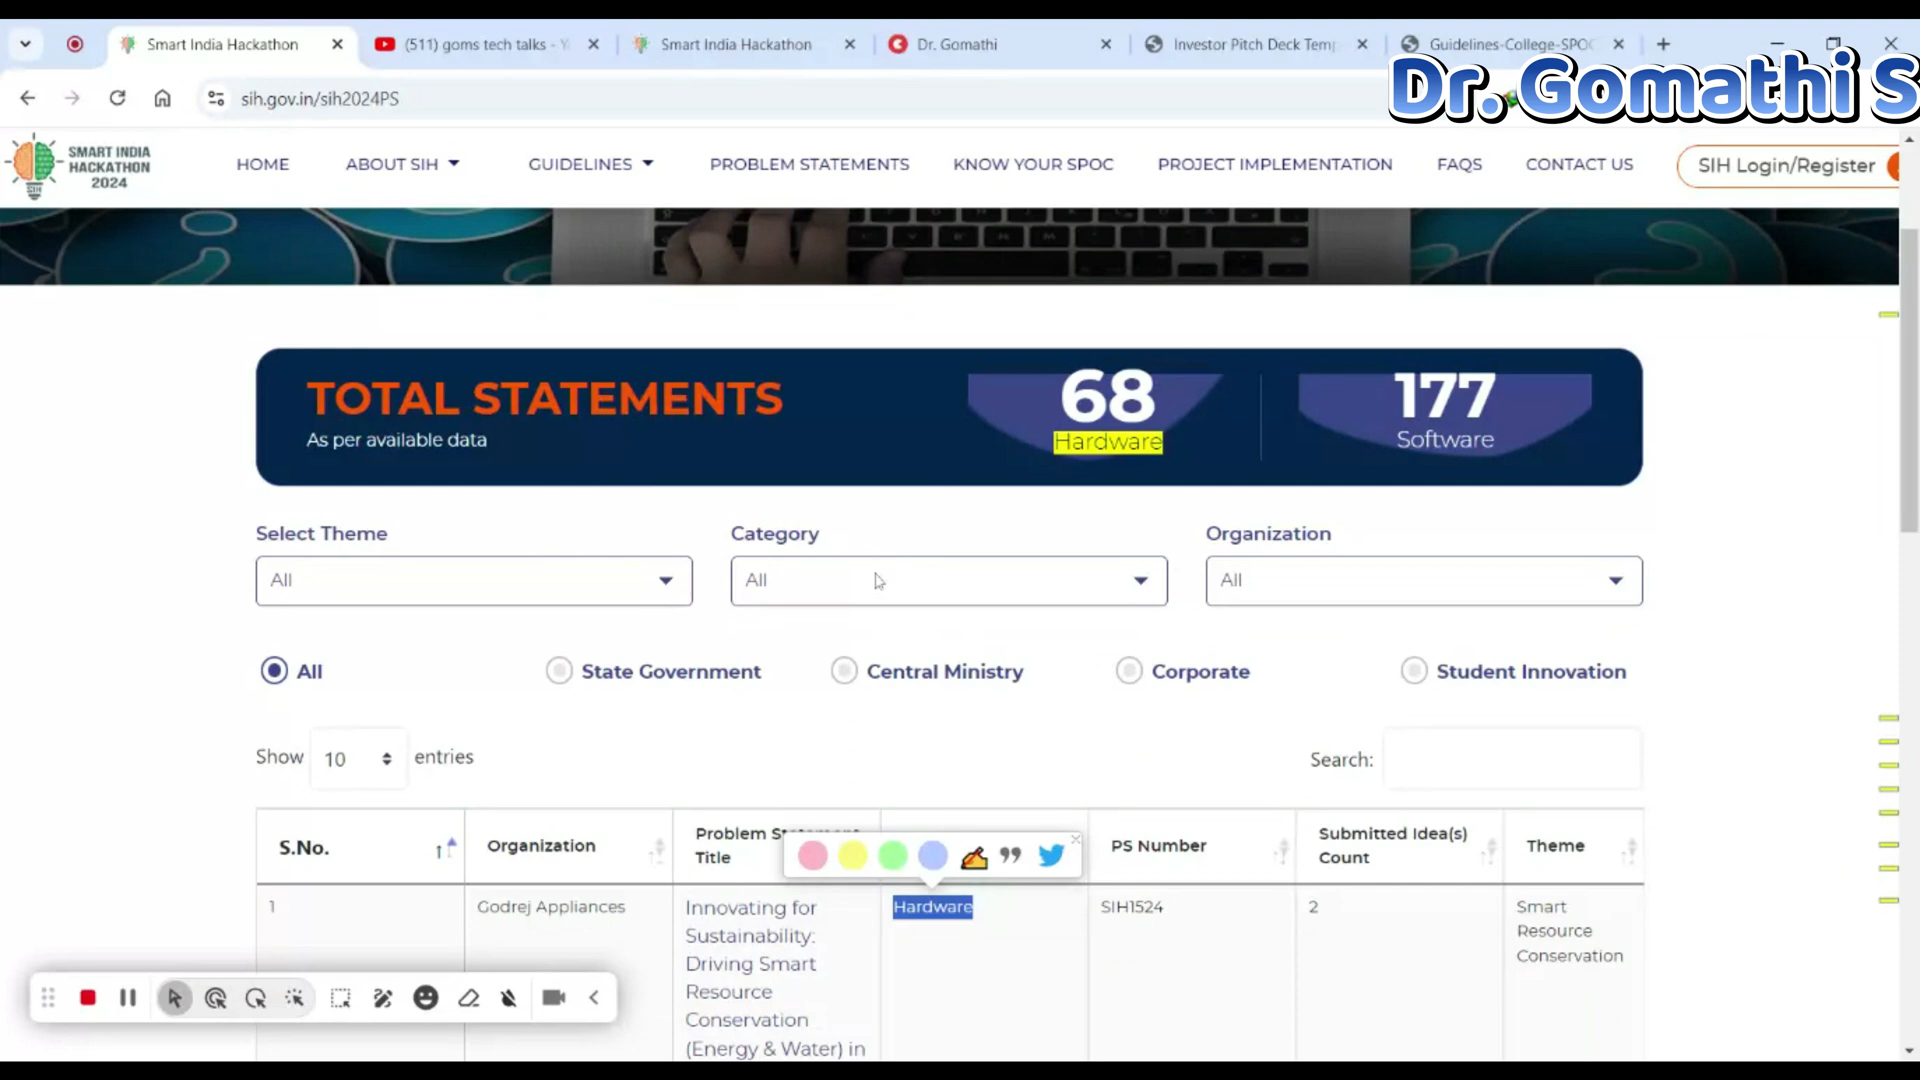 Smart India Hackathon
(511) goms tech talks - Y
Smart India Hackathon
Dr. Gomathi
Investor Pitch Deck Temp
Guidelines-College-SPOC
sih.gov.in/sih2024PS
Dr. Gomathi S
SMART INDIA
HACKATHON
2024
SIH
HOME
ABOUT SIH
GUIDELINES
PROBLEM STATEMENTS
KNOW YOUR SPOC
PROJECT IMPLEMENTATION
FAQS
CONTACT US
SIH Login/Register
TOTAL STATEMENTS
As per available data
68
Hardware
177
Software
Select Theme
Category
Organization
All
All
All
All
State Government
Central Ministry
Corporate
Student Innovation
Show 10 entries
Search:
S.No.
Organization
Problem
Title
PS Number
Submitted Idea(s)
Count
Theme
1
Godrej Appliances
Innovating for
Sustainability:
Driving Smart
Resource
Conservation
(Energy & Water) in
Hardware
SIH1524
2
Smart
Resource
Conservation